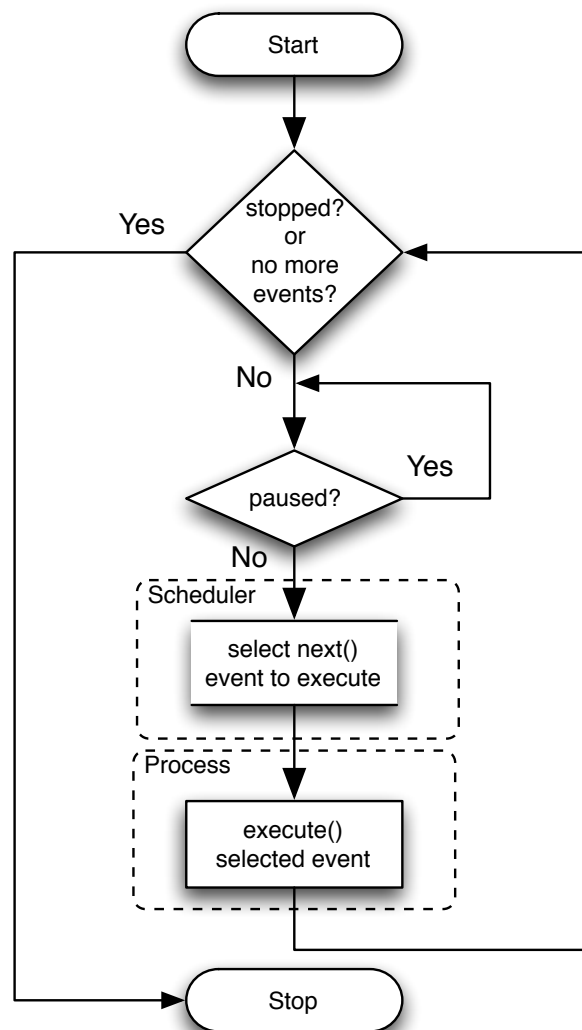 Start
stopped?
or
no more
events?
Yes
No
paused?
Yes
No
Scheduler
select next()
event to execute
Process
execute()
selected event
Stop